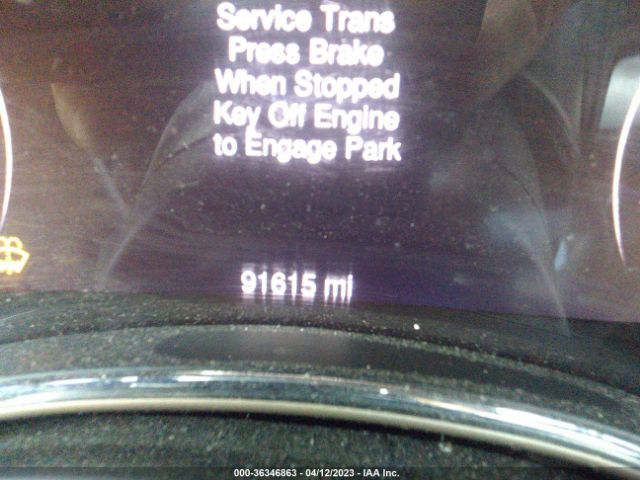 Service Trans
Press Brake
When Stopped
Key Off Engine
to Engage Park
91615 mi
000-36346863 - 04/12/2023 - IAA Inc.